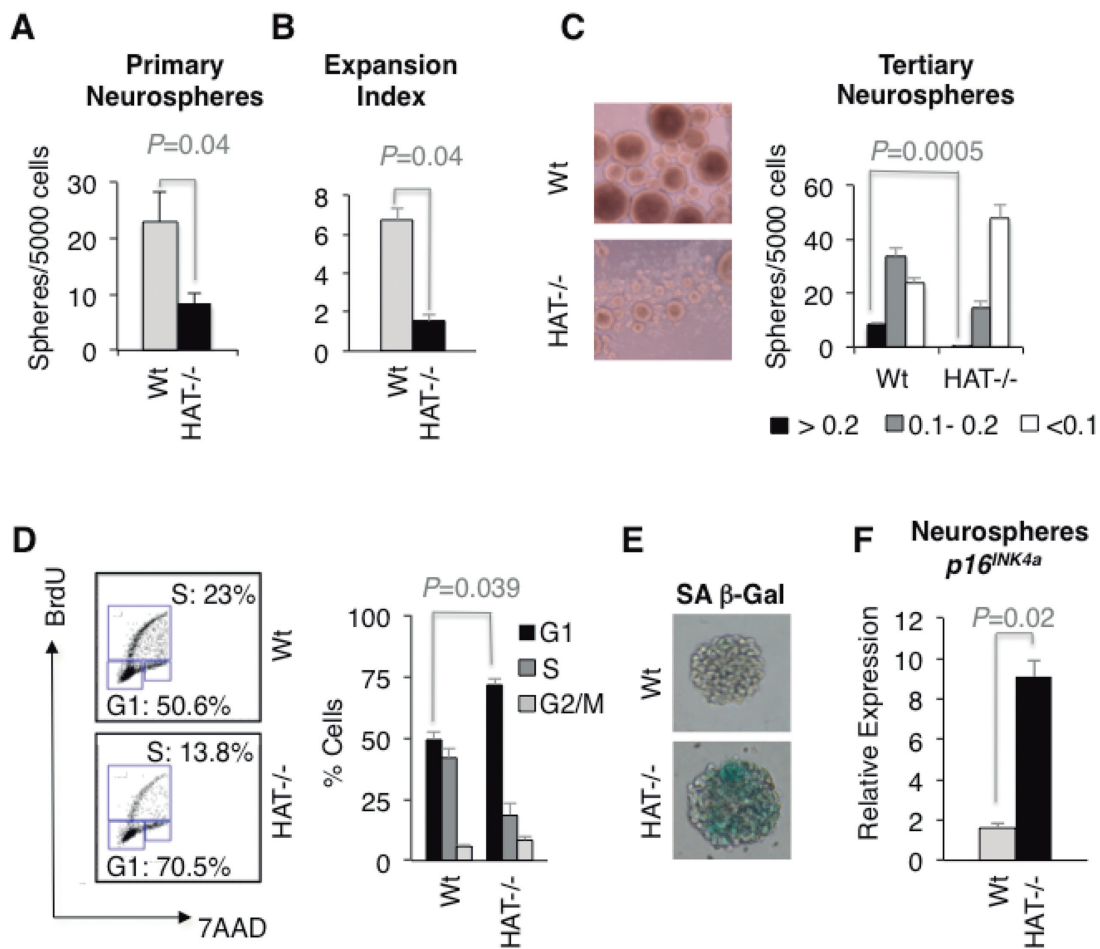 A
Primary
Neurospheres
P=0.04
Spheres/5000 cells
30
20
10
0
Wt
HAT-/-
B
Expansion
Index
P=0.04
8
6
4
2
0
Wt
HAT-/-
C
Wt
HAT-/-
Tertiary
Neurospheres
P=0.0005
Spheres/5000 cells
60
40
20
0
Wt
HAT-/-
> 0.2
0.1- 0.2
<0.1
D
BrdU
S: 23%
G1: 50.6%
Wt
S: 13.8%
G1: 70.5%
HAT-/-
7AAD
P=0.039
% Cells
100
75
50
25
0
G1
S
G2/M
Wt
HAT-/-
E
SA β-Gal
Wt
HAT-/-
F
Neurospheres
p16INK4a
P=0.02
Relative Expression
12
10
8
6
4
2
0
Wt
HAT-/-